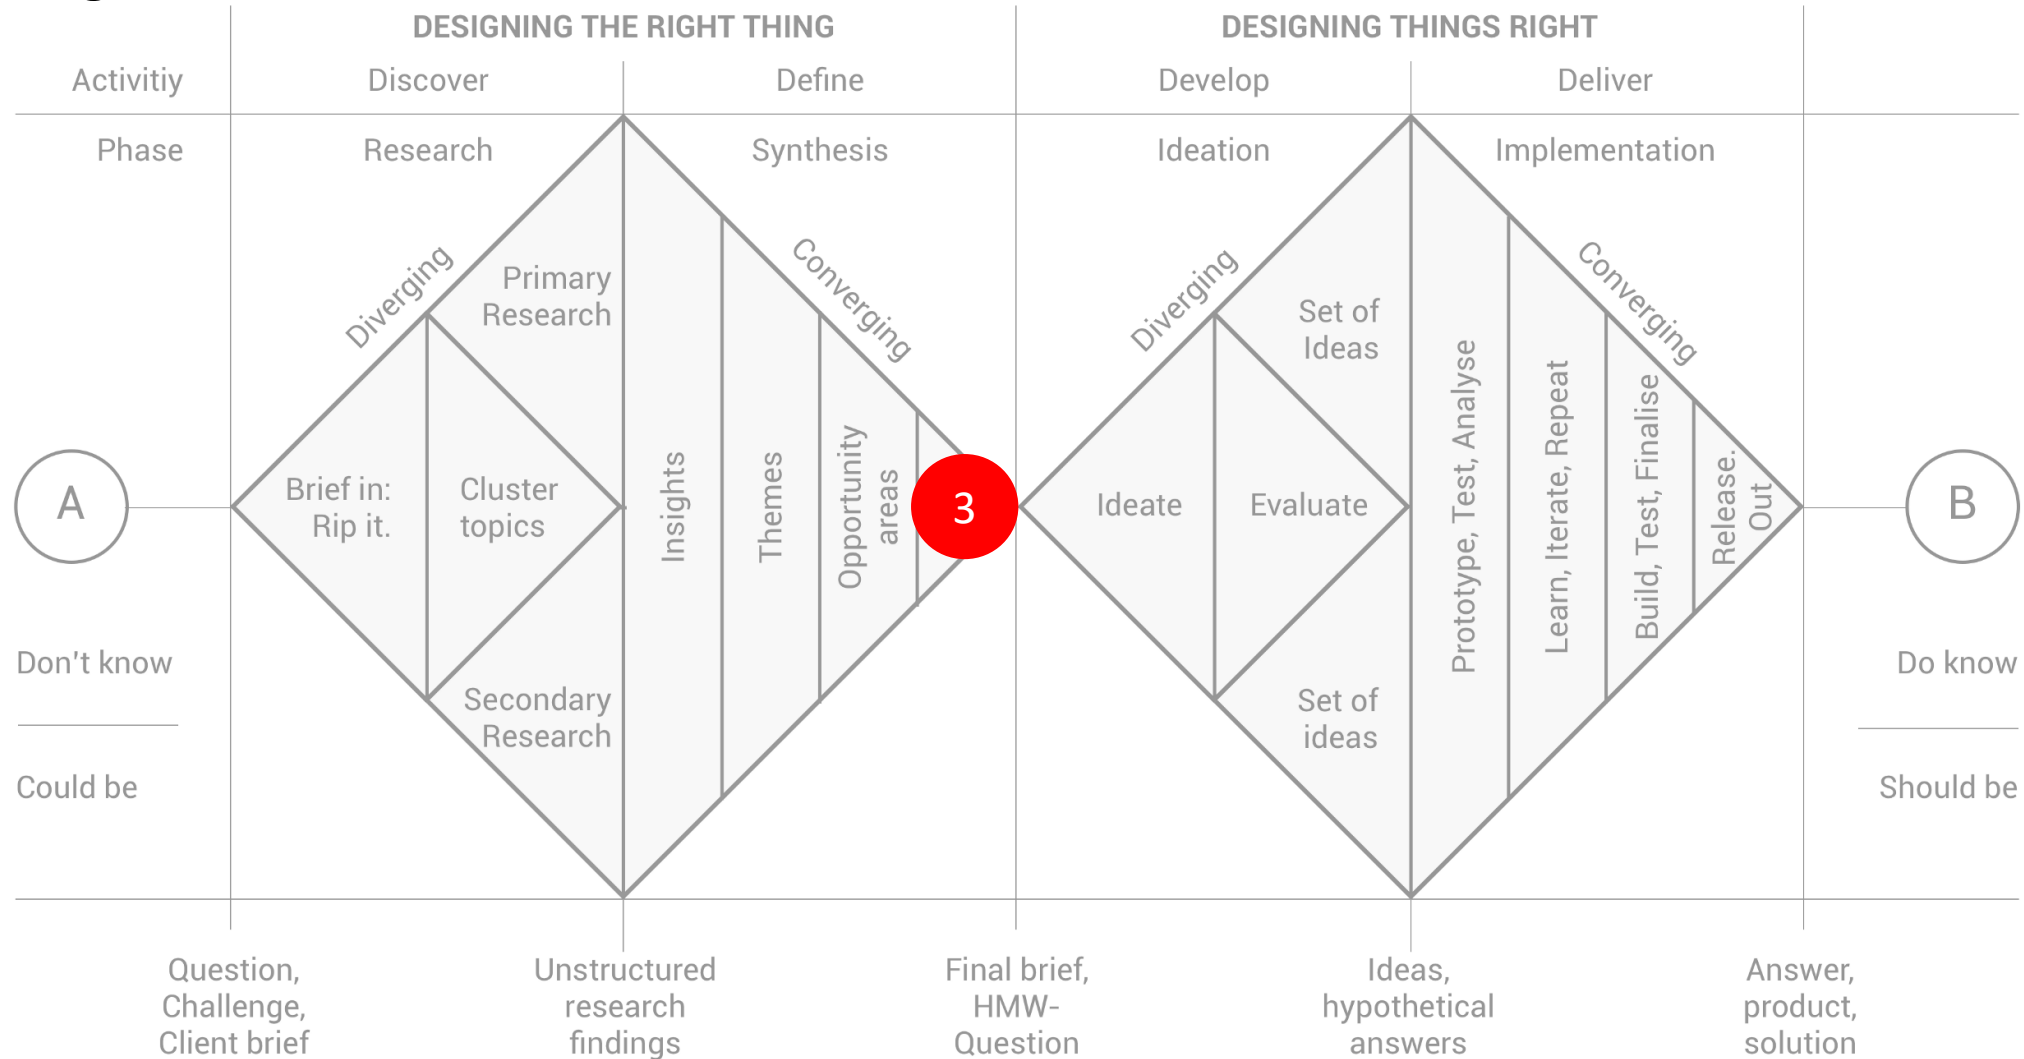 DESIGNING THE RIGHT THING
DESIGNING THINGS RIGHT
Activitiy
Discover
Define
Develop
Deliver
Phase
Research
Synthesis
Ideation
Implementation
Diverging
Converging
Diverging
Converging
Primary
Research
Brief in:
Rip it.
Cluster
topics
Secondary
Research
Insights
Themes
Opportunity
areas
3
Set of
Ideas
Ideate
Evaluate
Set of
ideas
Prototype, Test, Analyse
Learn, Iterate, Repeat
Build, Test, Finalise
Release.
Out
A
Don't know
Could be
B
Do know
Should be
Question,
Challenge,
Client brief
Unstructured
research
findings
Final brief,
HMW-
Question
Ideas,
hypothetical
answers
Answer,
product,
solution